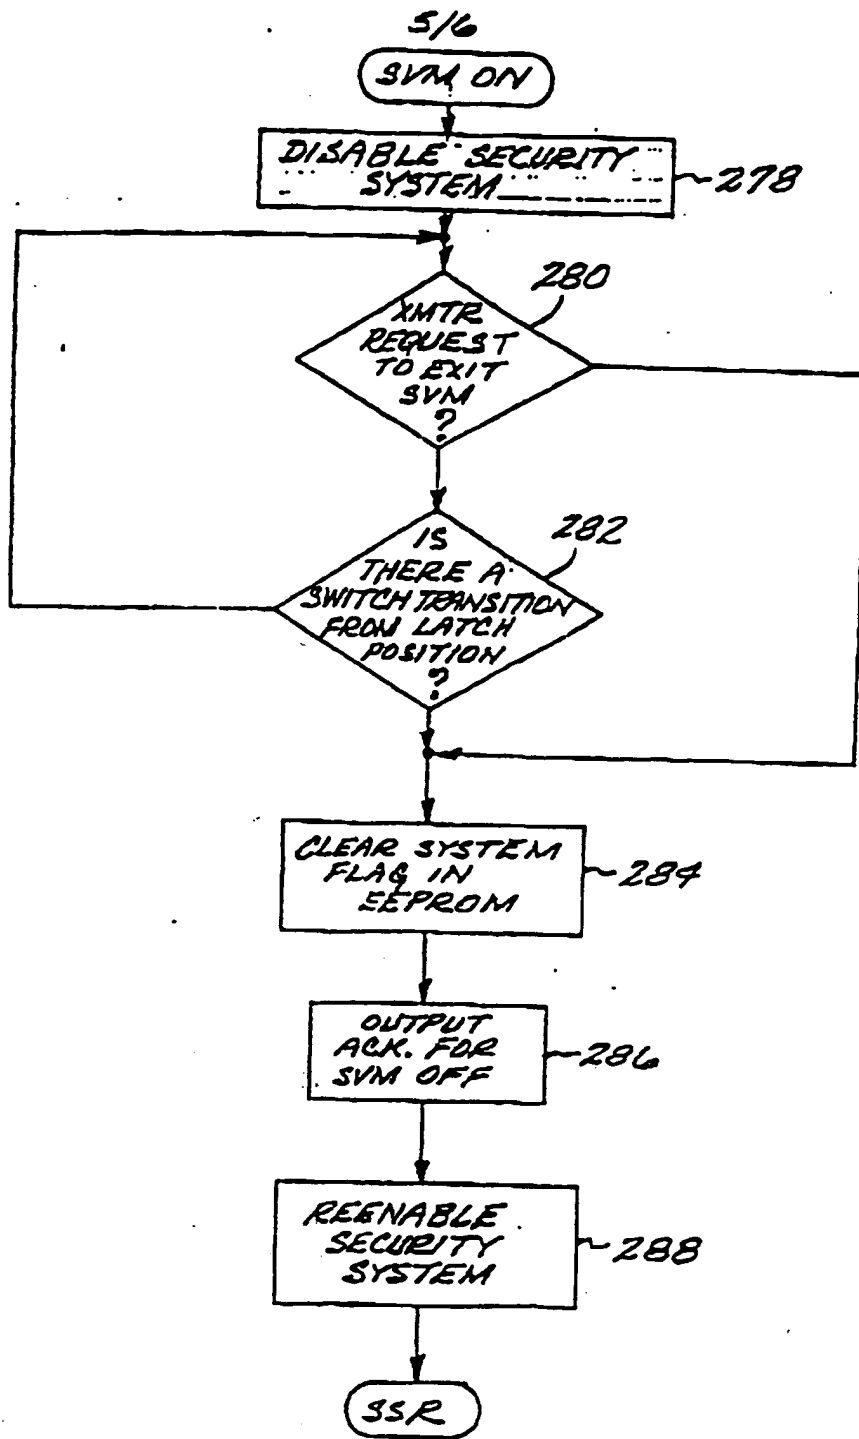 5/6
SVM ON
DISABLE SECURITY
SYSTEM
278
280
XMTR
REQUEST
TO EXIT
SVM
?
282
IS
THERE A
SWITCH TRANSITION
FROM LATCH
POSITION
?
CLEAR SYSTEM
FLAG IN
EEPROM
284
OUTPUT
ACK. FOR
SVM OFF
286
REENABLE
SECURITY
SYSTEM
288
SSR